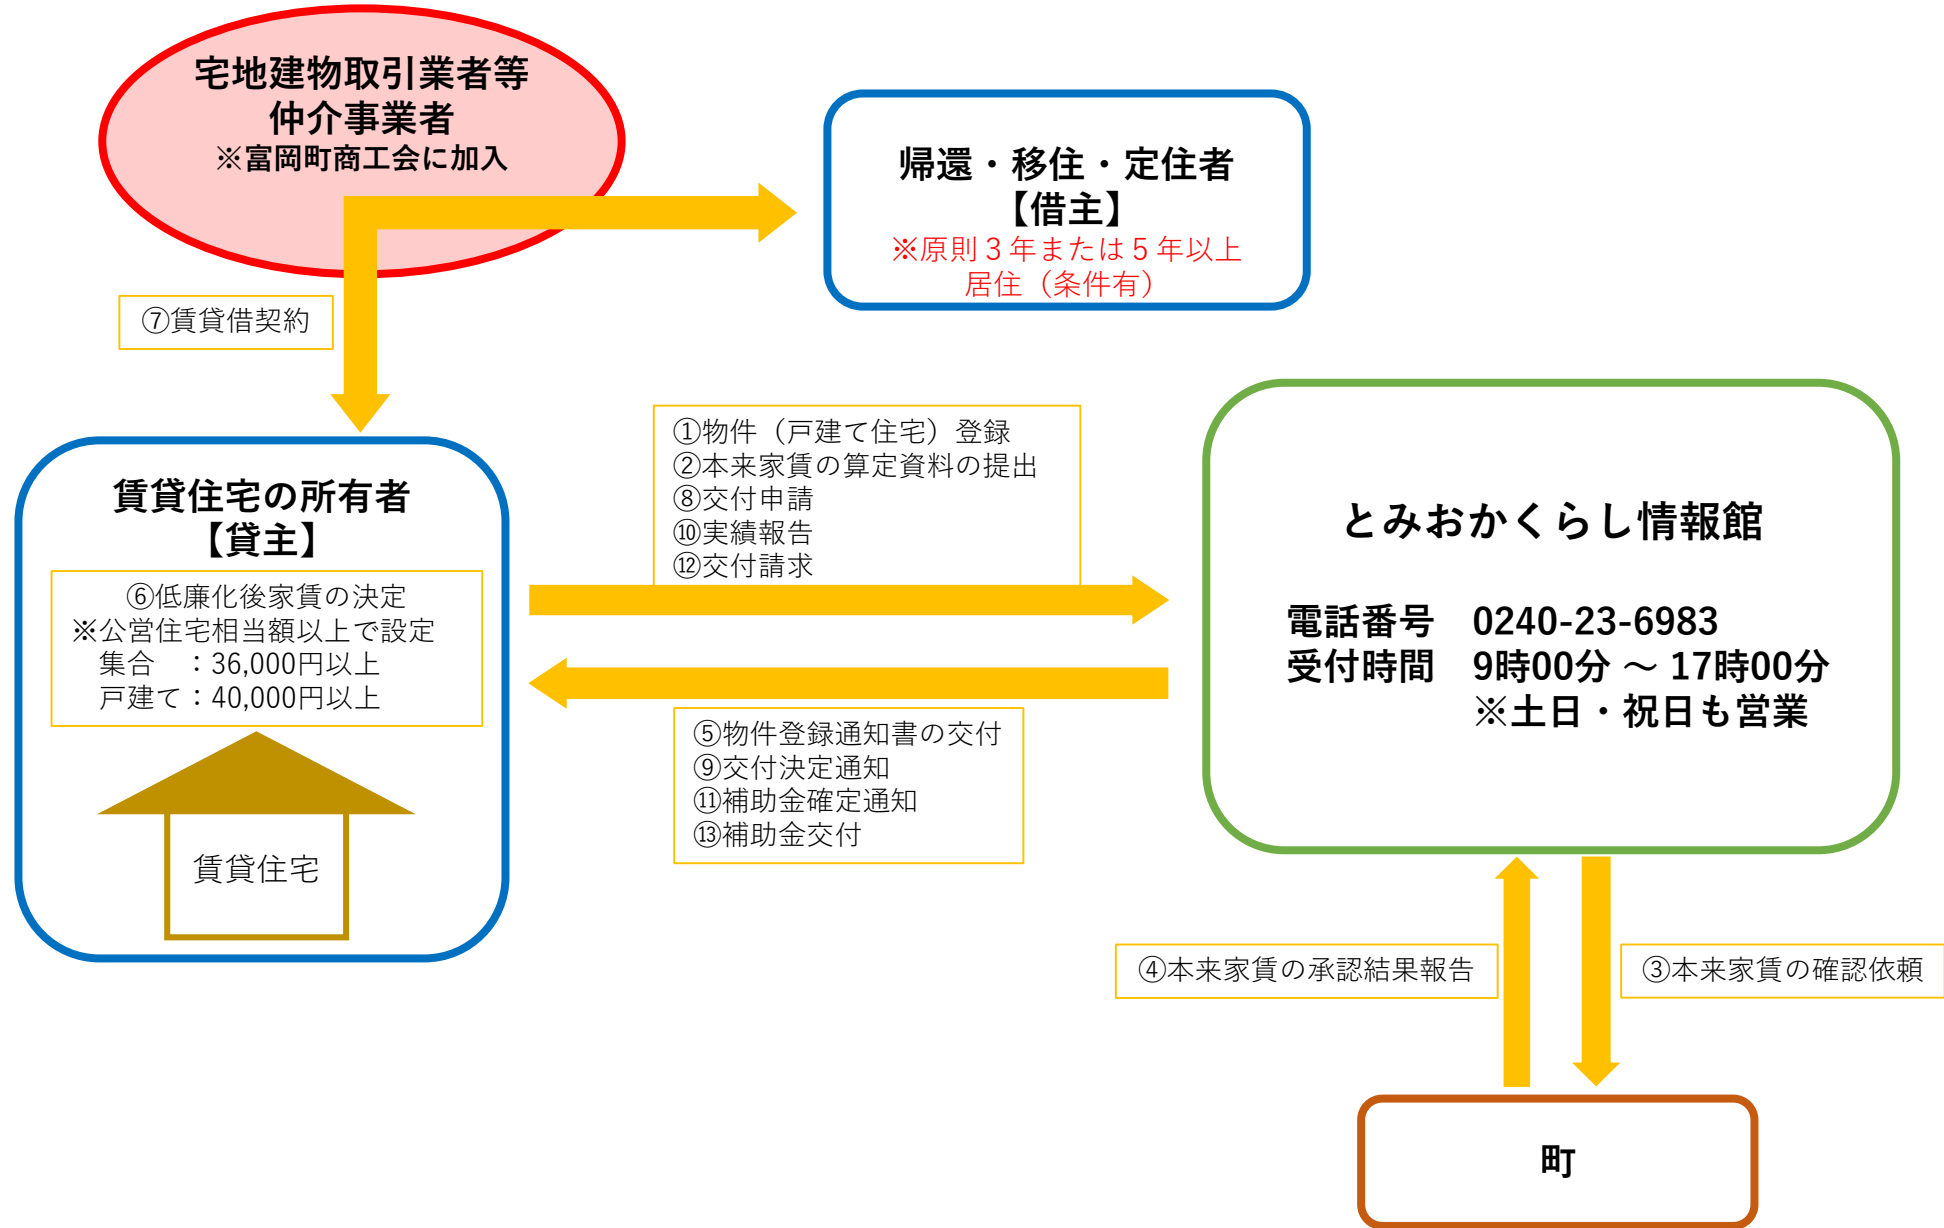 宅地建物取引業者等
仲介事業者
※富岡町商工会に加入
帰還・移住・定住者
【借主】
※原則３年または５年以上
居住（条件有）
⑦賃貸借契約
賃貸住宅の所有者
【貸主】
⑥低廉化後家賃の決定
※公営住宅相当額以上で設定
集合　：36,000円以上
戸建て：40,000円以上
賃貸住宅
①物件（戸建て住宅）登録
②本来家賃の算定資料の提出
⑧交付申請
⑩実績報告
⑫交付請求
⑤物件登録通知書の交付
⑨交付決定通知
⑪補助金確定通知
⑬補助金交付
とみおかくらし情報館
電話番号　0240-23-6983
受付時間　9時00分 ～ 17時00分
※土日・祝日も営業
④本来家賃の承認結果報告
③本来家賃の確認依頼
町